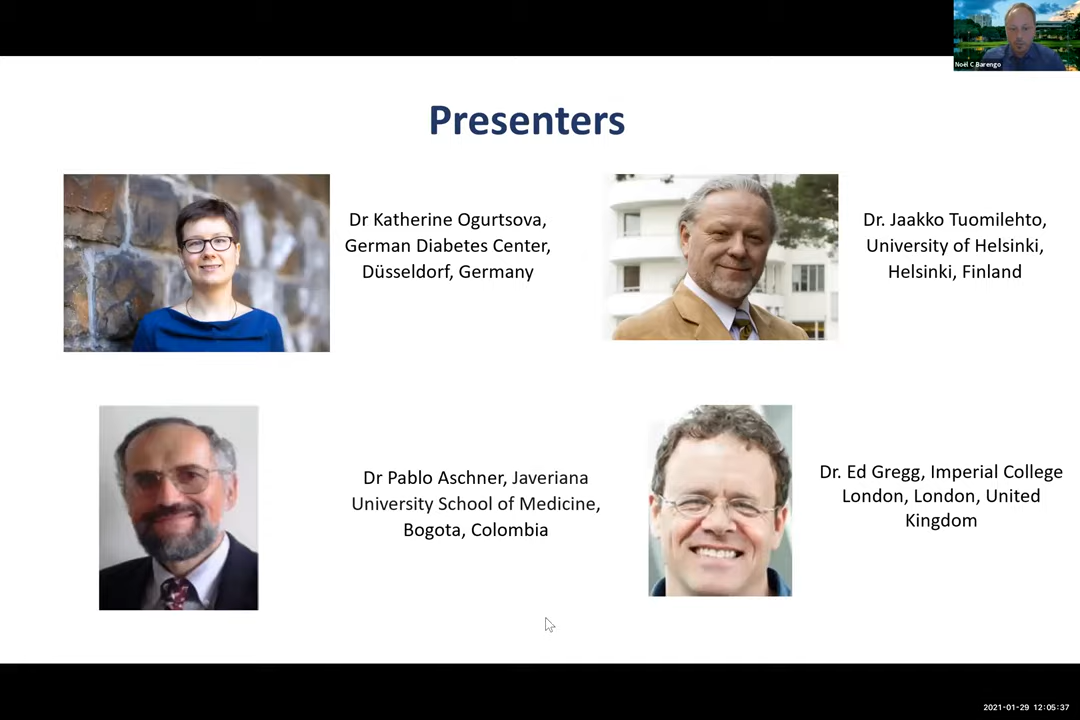 Noël C Barengo
Presenters
Dr Katherine Ogurtsova,
German Diabetes Center,
Düsseldorf, Germany
Dr. Jaakko Tuomilehto,
University of Helsinki,
Helsinki, Finland
Dr Pablo Aschner, Javeriana
University School of Medicine,
Bogota, Colombia
Dr. Ed Gregg, Imperial College
London, London, United
Kingdom
2021-01-29 12:05:37